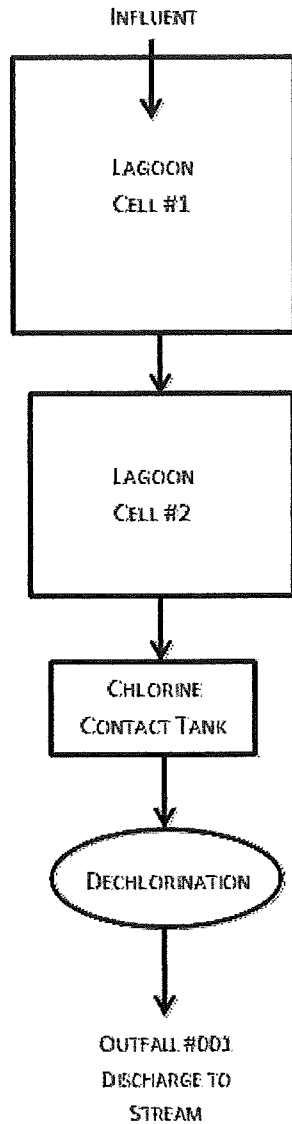 INFLUENT
LAGOON
CELL #1
LAGOON
CELL #2
CHLORINE
CONTACT TANK
DECHLORINATION
OUTFALL #001
DISCHARGE TO
STREAM